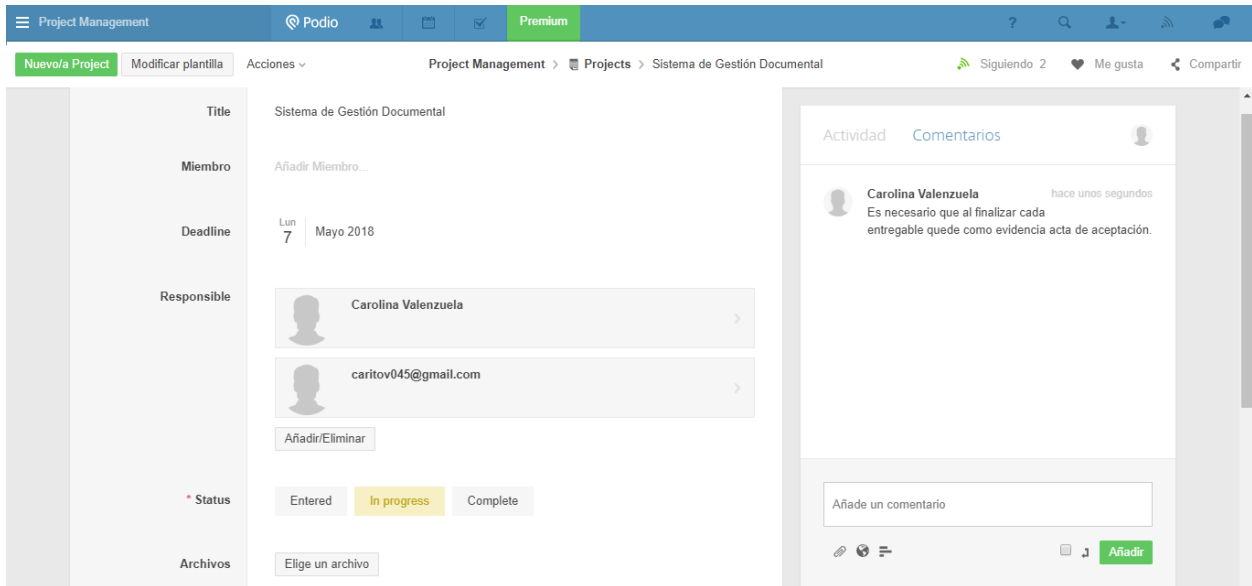 Project Management
Podio
Premium
?
Nuevo/a Project
Modificar plantilla
Acciones
Project Management > Projects > Sistema de Gestión Documental
Siguiendo 2
Me gusta
Compartir
Title
Sistema de Gestión Documental
Miembro
Añadir Miembro...
Deadline
Lun
7
Mayo 2018
Responsible
Carolina Valenzuela
caritov045@gmail.com
Añadir/Eliminar
* Status
Entered
In progress
Complete
Archivos
Elige un archivo
Actividad
Comentarios
Carolina Valenzuela
hace unos segundos
Es necesario que al finalizar cada
entregable quede como evidencia acta de aceptación.
Añade un comentario
Añadir